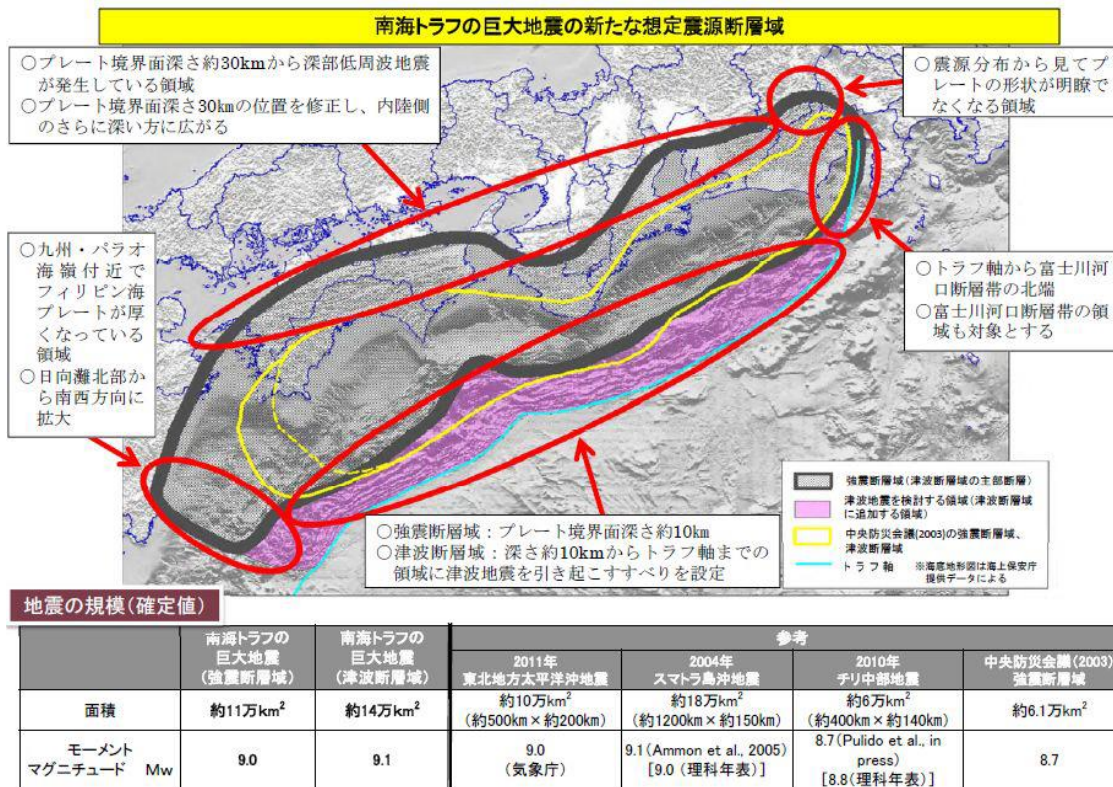 南海トラフの巨大地震の新たな想定震源断層域
○プレート境界面深さ約30kmから深部低周波地震
が発生している領域
○プレート境界面深さ30kmの位置を修正し、内陸側
のさらに深い方に広がる
○震源分布から見てプ
レートの形状が明瞭で
なくなる領域
○九州・パラオ
海嶺付近で
フィリピン海
プレートが厚
くなっている
領域
○日向灘北部か
ら南西方向に
拡大
○トラフ軸から富士川河
口断層帯の北端
○富士川河口断層帯の領
域も対象とする
○強震断層域：プレート境界面深さ約10km
○津波断層域：深さ約10kmからトラフ軸までの
領域に津波地震を引き起こすすべりを設定
強震断層域(津波断層域の主部断層)
津波地震を検討する領域(津波断層域
に追加する領域)
中央防災会議(2003)の強震断層域、
津波断層域
トラフ軸 ※海底地形図は海上保安庁
提供データによる
地震の規模(確定値)
南海トラフの
巨大地震
(強震断層域)
南海トラフの
巨大地震
(津波断層域)
参考
2011年
東北地方太平洋沖地震
2004年
スマトラ島沖地震
2010年
チリ中部地震
中央防災会議(2003)
強震断層域
面積
約11万km²
約14万km²
約10万km²
(約500km×約200km)
約18万km²
(約1200km×約150km)
約6万km²
(約400km×約140km)
約6.1万km²
モーメント
マグニチュード Mw
9.0
9.1
9.0
(気象庁)
9.1(Ammon et al., 2005)
[9.0 (理科年表)]
8.7(Pulido et al., in
press)
[8.8(理科年表)]
8.7